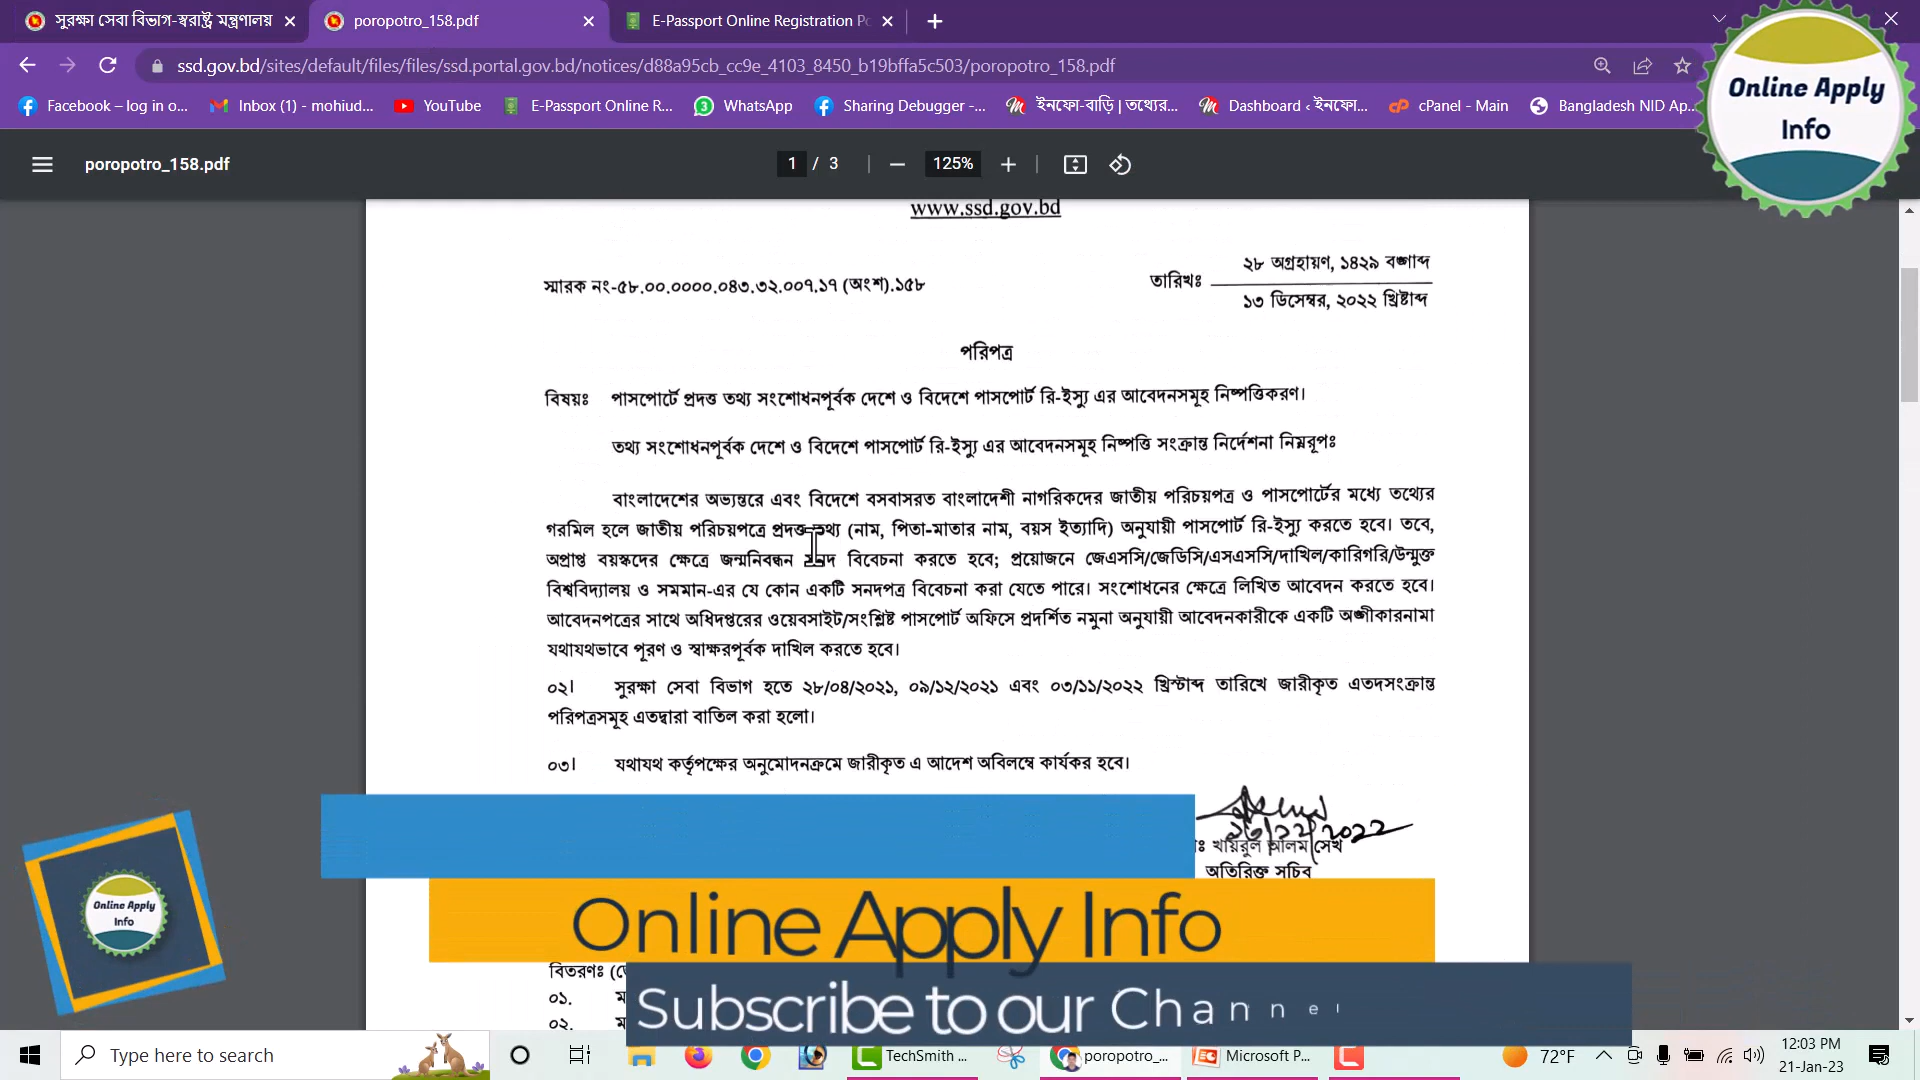 সুরক্ষা সেবা বিভাগ-স্বরাষ্ট্র মন্ত্রণালয়
poropotro_158.pdf
E-Passport Online Registration Po
ssd.gov.bd/sites/default/files/files/ssd.portal.gov.bd/notices/d88a95cb_cc9e_4103_8450_b19bffa5c503/poropotro_158.pdf
Online Apply
Info
Facebook – log in o...
Inbox (1) - mohiud...
YouTube
E-Passport Online R...
3 WhatsApp
Sharing Debugger -...
ইনফো-বাড়ি | তথ্যের...
Dashboard ‹ ইনফো...
cPanel - Main
Bangladesh NID Ap...
poropotro_158.pdf
1 / 3
125%
www.ssd.gov.bd
২৮ অগ্রহায়ণ, ১৪২৯ বঙ্গাব্দ
স্মারক নং-৫৮.০০.০০০০.০৪৩.৩২.০০৭.১৭ (অংশ).১৫৮
তারিখঃ
১৩ ডিসেম্বর, ২০২২ খ্রিষ্টাব্দ
পরিপত্র
বিষয়ঃ পাসপোর্টে প্রদত্ত তথ্য সংশোধনপূর্বক দেশে ও বিদেশে পাসপোর্ট রি-ইস্যু এর আবেদনসমূহ নিষ্পত্তিকরণ।
তথ্য সংশোধনপূর্বক দেশে ও বিদেশে পাসপোর্ট রি-ইস্যু এর আবেদনসমূহ নিষ্পত্তি সংক্রান্ত নির্দেশনা নিম্নরূপঃ
বাংলাদেশের অভ্যন্তরে এবং বিদেশে বসবাসরত বাংলাদেশী নাগরিকদের জাতীয় পরিচয়পত্র ও পাসপোর্টের মধ্যে তথ্যের
গরমিল হলে জাতীয় পরিচয়পত্রে প্রদত্ত তথ্য (নাম, পিতা-মাতার নাম, বয়স ইত্যাদি) অনুযায়ী পাসপোর্ট রি-ইস্যু করতে হবে। তবে,
অপ্রাপ্ত বয়স্কদের ক্ষেত্রে জন্মনিবন্ধন সনদ বিবেচনা করতে হবে; প্রয়োজনে জেএসসি/জেডিসি/এসএসসি/দাখিল/কারিগরি/উন্মুক্ত
বিশ্ববিদ্যালয় ও সমমান-এর যে কোন একটি সনদপত্র বিবেচনা করা যেতে পারে। সংশোধনের ক্ষেত্রে লিখিত আবেদন করতে হবে।
আবেদনপত্রের সাথে অধিদপ্তরের ওয়েবসাইট/সংশ্লিষ্ট পাসপোর্ট অফিসে প্রদর্শিত নমুনা অনুযায়ী আবেদনকারীকে একটি অঙ্গীকারনামা
যথাযথভাবে পূরণ ও স্বাক্ষরপূর্বক দাখিল করতে হবে।
০২। সুরক্ষা সেবা বিভাগ হতে ২৮/০৪/২০২১, ০৯/১২/২০২১ এবং ০৩/১১/২০২২ খ্রিস্টাব্দ তারিখে জারীকৃত এতদসংক্রান্ত
পরিপত্রসমূহ এতদ্বারা বাতিল করা হলো।
০৩। যথাযথ কর্তৃপক্ষের অনুমোদনক্রমে জারীকৃত এ আদেশ অবিলম্বে কার্যকর হবে।
১৩/১২/২০২২
খায়রুল আলম সেখ
অতিরিক্ত সচিব
Online Apply
Info
Online Apply Info
বিতরণঃ
০১.
০২.
Subscribe to our Channe
Type here to search
TechSmith ...
poropotro_...
Microsoft P...
72°F
12:03 PM
21-Jan-23